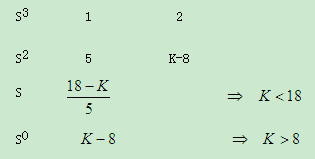 S³ 1 2
S² 5 K-8
S (18-K)/5 ⇒ K<18
S⁰ K-8 ⇒ K>8